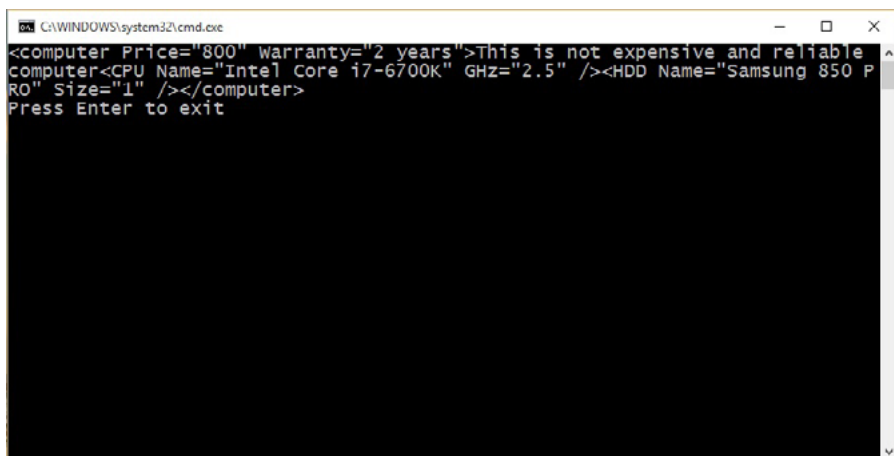 C:\WINDOWS\system32\cmd.exe
<computer Price="800" Warranty="2 years">This is not expensive and reliable
computer<CPU Name="Intel Core i7-6700K" GHz="2.5" /><HDD Name="Samsung 850 P
RO" Size="1" /></computer>
Press Enter to exit